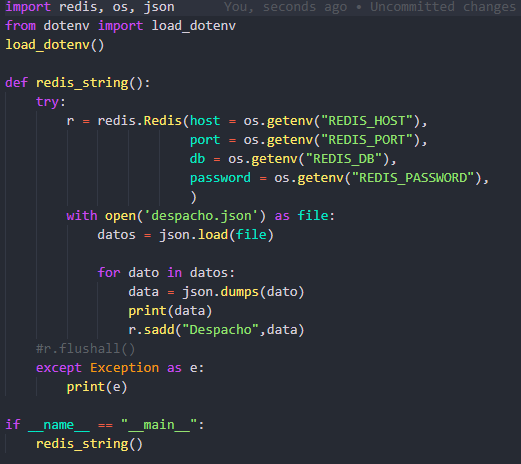 import redis, os, json You, seconds ago • Uncommitted changes
from dotenv import load_dotenv
load_dotenv()
def redis_string():
    try:
        r = redis.Redis(host = os.getenv("REDIS_HOST"),
                        port = os.getenv("REDIS_PORT"),
                        db = os.getenv("REDIS_DB"),
                        password = os.getenv("REDIS_PASSWORD"),
                        )
        with open('despacho.json') as file:
            datos = json.load(file)
            for dato in datos:
                data = json.dumps(dato)
                print(data)
                r.sadd("Despacho",data)
    #r.flushall()
    except Exception as e:
        print(e)
if __name__ == "__main__":
    redis_string()